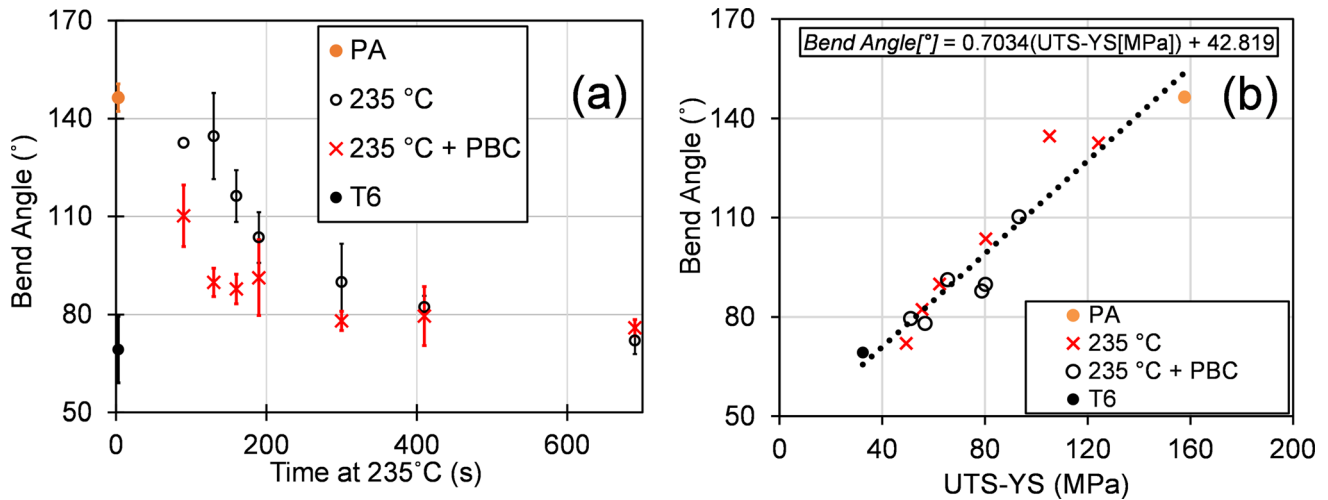 170
140
110
80
50
Bend Angle (˚)
0
200
400
600
Time at 235˚C (s)
PA
235 °C
235 °C + PBC
T6
(a)
170
140
110
80
50
Bend Angle (˚)
0
40
80
120
160
200
UTS-YS (MPa)
Bend Angle[°] = 0.7034(UTS-YS[MPa]) + 42.819
(b)
PA
235 °C
235 °C + PBC
T6